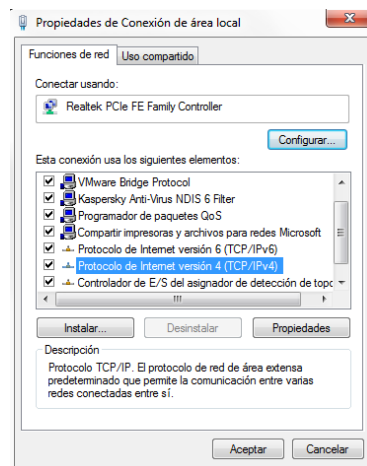 Propiedades de Conexión de área local
Funciones de red
Uso compartido
Conectar usando:
Realtek PCIe FE Family Controller
Configurar...
Esta conexión usa los siguientes elementos:
VMware Bridge Protocol
Kaspersky Anti-Virus NDIS 6 Filter
Programador de paquetes QoS
Compartir impresoras y archivos para redes Microsoft
Protocolo de Internet versión 6 (TCP/IPv6)
Protocolo de Internet versión 4 (TCP/IPv4)
Controlador de E/S del asignador de detección de topc
Instalar...
Desinstalar
Propiedades
Descripción
Protocolo TCP/IP. El protocolo de red de área extensa
predeterminado que permite la comunicación entre varias
redes conectadas entre sí.
Aceptar
Cancelar